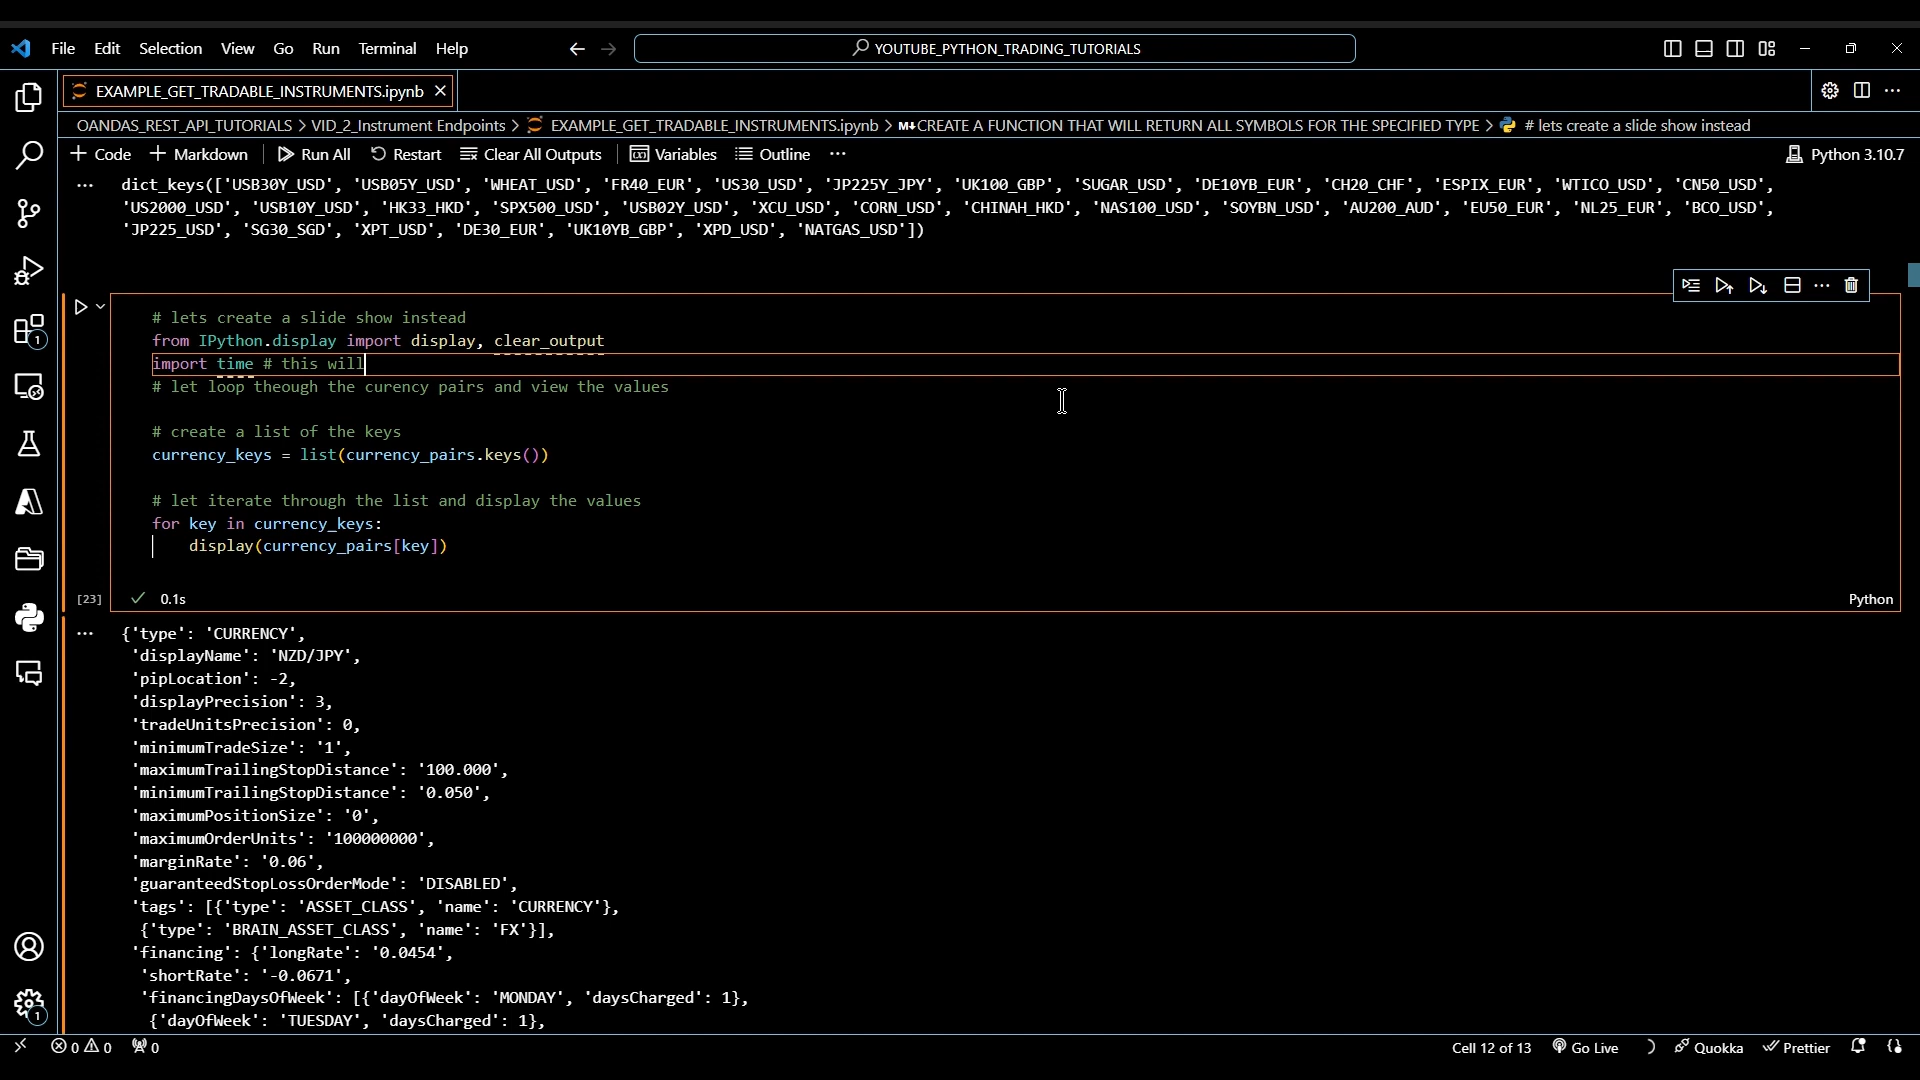 File Edit Selection View Go Run Terminal Help YOUTUBE_PYTHON_TRADING_TUTORIALS
EXAMPLE_GET_TRADABLE_INSTRUMENTS.ipynb
OANDAS_REST_API_TUTORIALS > VID_2_Instrument Endpoints > EXAMPLE_GET_TRADABLE_INSTRUMENTS.ipynb > M↓CREATE A FUNCTION THAT WILL RETURN ALL SYMBOLS FOR THE SPECIFIED TYPE > # lets create a slide show instead
+ Code + Markdown Run All Restart Clear All Outputs Variables Outline ... Python 3.10.7
... dict_keys(['USB30Y_USD', 'USB05Y_USD', 'WHEAT_USD', 'FR40_EUR', 'US30_USD', 'JP225Y_JPY', 'UK100_GBP', 'SUGAR_USD', 'DE10YB_EUR', 'CH20_CHF', 'ESPIX_EUR', 'WTICO_USD', 'CN50_USD',
'US2000_USD', 'USB10Y_USD', 'HK33_HKD', 'SPX500_USD', 'USB02Y_USD', 'XCU_USD', 'CORN_USD', 'CHINAH_HKD', 'NAS100_USD', 'SOYBN_USD', 'AU200_AUD', 'EU50_EUR', 'NL25_EUR', 'BCO_USD',
'JP225_USD', 'SG30_SGD', 'XPT_USD', 'DE30_EUR', 'UK10YB_GBP', 'XPD_USD', 'NATGAS_USD'])
# lets create a slide show instead
from IPython.display import display, clear_output
import time # this will
# let loop theough the curency pairs and view the values
# create a list of the keys
currency_keys = list(currency_pairs.keys())
# let iterate through the list and display the values
for key in currency_keys:
display(currency_pairs[key])
[23] 0.1s Python
... {'type': 'CURRENCY',
'displayName': 'NZD/JPY',
'pipLocation': -2,
'displayPrecision': 3,
'tradeUnitsPrecision': 0,
'minimumTradeSize': '1',
'maximumTrailingStopDistance': '100.000',
'minimumTrailingStopDistance': '0.050',
'maximumPositionSize': '0',
'maximumOrderUnits': '100000000',
'marginRate': '0.06',
'guaranteedStopLossOrderMode': 'DISABLED',
'tags': [{'type': 'ASSET_CLASS', 'name': 'CURRENCY'},
{'type': 'BRAIN_ASSET_CLASS', 'name': 'FX'}],
'financing': {'longRate': '0.0454',
'shortRate': '-0.0671',
'financingDaysOfWeek': [{'dayOfWeek': 'MONDAY', 'daysCharged': 1},
{'dayOfWeek': 'TUESDAY', 'daysCharged': 1},
0 0 0 Cell 12 of 13 Go Live Quokka Prettier